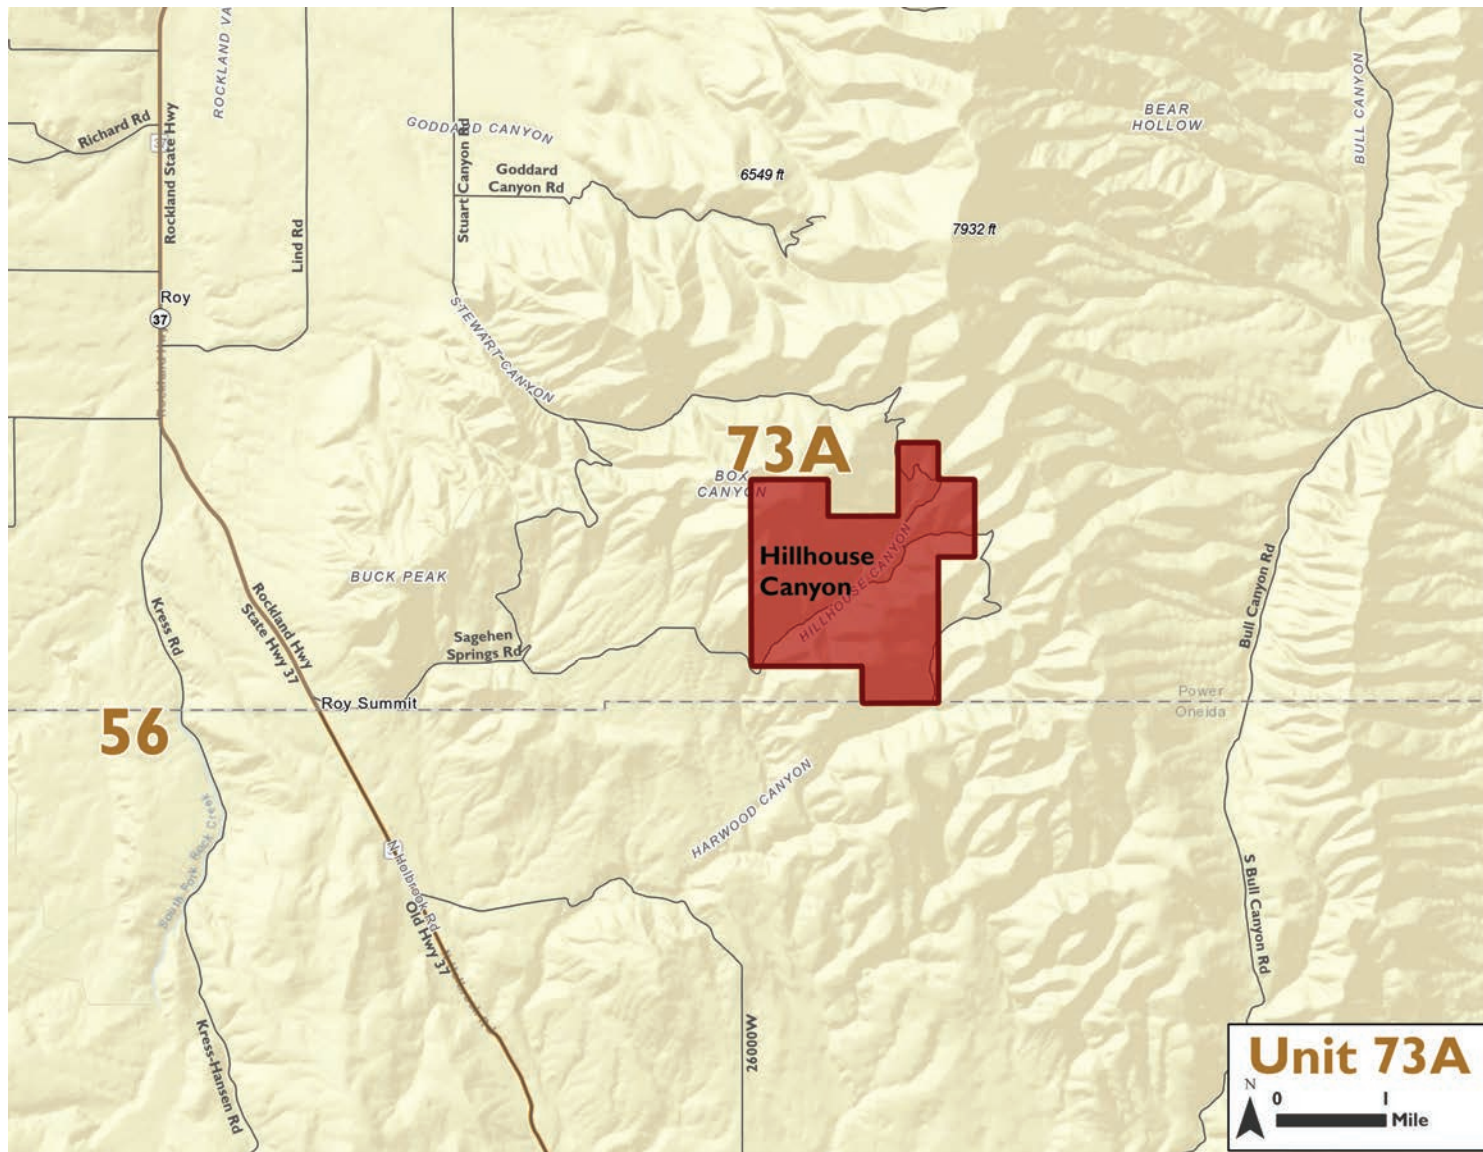 ROCKLAND VA
BULL CANYON
BEAR
HOLLOW
Richard Rd
37
Rockland State Hwy
GODDARD CANYON
Stuart Canyon Rd
Goddard
Canyon Rd
6549 ft
7932 ft
Lind Rd
Roy
37
STEWART CANYON
73A
BOX
CANYON
Hillhouse
Canyon
HILLHOUSE CANYON
BUCK PEAK
Kress Rd
Rockland Hwy
State Hwy 37
Sagehen
Springs Rd
Bull Canyon Rd
Roy Summit
Power
Oneida
56
HARWOOD CANYON
South Fork Rock Creek
N Holbrook Rd
Old Hwy 37
S Bull Canyon Rd
26000W
Kress-Hansen Rd
Unit 73A
N
0 1
Mile